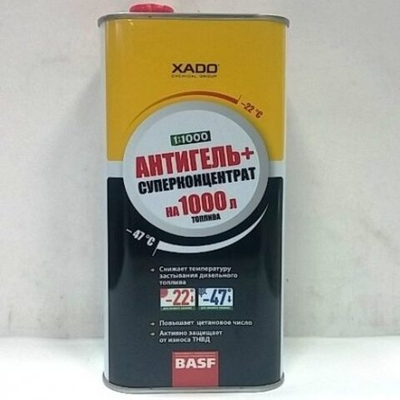 XADO
CHEMICAL GROUP
−22 °C
1:1000
АНТИГЕЛЬ+
СУПЕРКОНЦЕНТРАТ
НА 1000 Л
ТОПЛИВА
−47 °C
• Снижает температуру
застывания дизельного
топлива
−22 −47
• Повышает цетановое число
• Активно защищает
от износа ТНВД
BASF